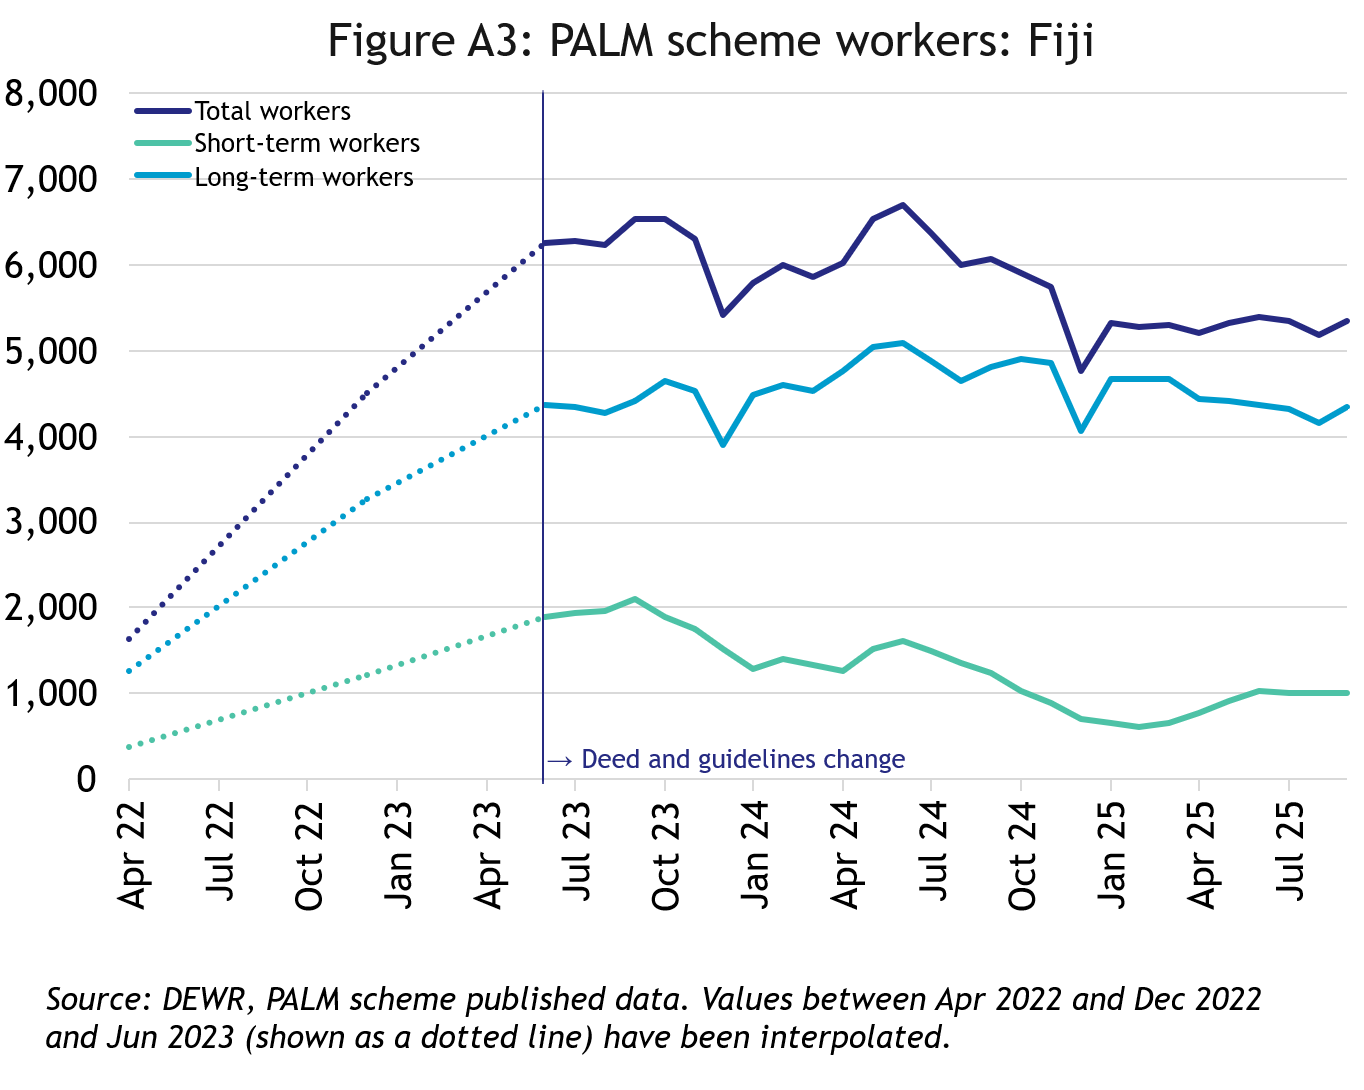 Figure A3: PALM scheme workers: Fiji
8,000
Total workers
Short-term workers
7,000
Long-term workers
6,000
5,000
4,000
3,000
2,000
1,000
→ Deed and guidelines change
0
Apr 22
Jul 22
Oct 22
Jan 23
Apr 23
Jul 23
Oct 23
Jan 24
Apr 24
Jul 24
Oct 24
Jan 25
Apr 25
Jul 25
Source: DEWR, PALM scheme published data. Values between Apr 2022 and Dec 2022
and Jun 2023 (shown as a dotted line) have been interpolated.